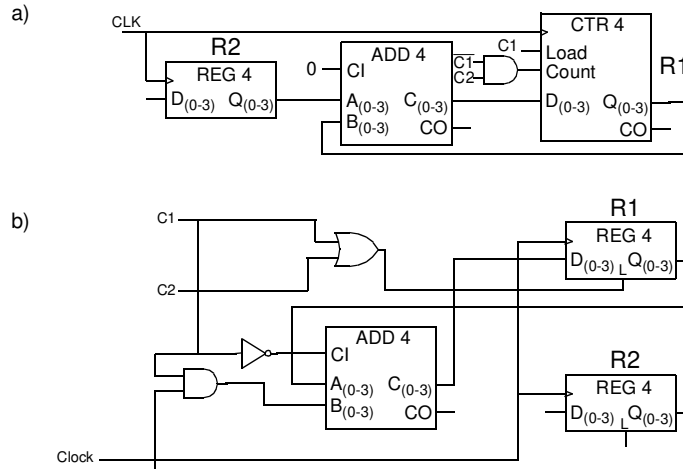 a)
CLK
R2
REG 4
D(0-3) Q(0-3)
0
ADD 4
CI
A(0-3) C(0-3)
B(0-3)
CO
C̅1̅
C2
C1
CTR 4
Load
Count
D(0-3) Q(0-3)
CO
R1
b)
C1
C2
Clock
ADD 4
CI
A(0-3) C(0-3)
B(0-3)
CO
R1
REG 4
D(0-3) L Q(0-3)
R2
REG 4
D(0-3) L Q(0-3)